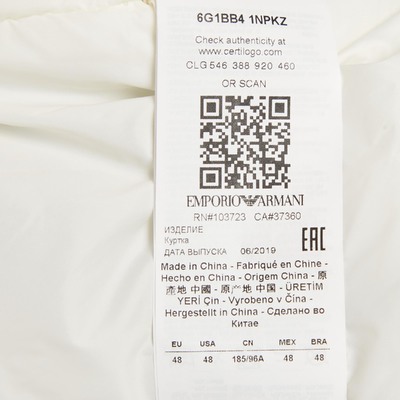 6G1BB4 1NPKZ
Check authenticity at
www.certilogo.com
CLG 546 388 920 460
OR SCAN
EMPORIO ARMANI
RN#103723 CA#37360
ИЗДЕЛИЕ
Куртка
ДАТА ВЫПУСКА 06/2019
EAC
Made in China - Fabriqué en Chine -
Hecho en China - Origem China - 原
產地 中國 - 原产地 中国 - ÜRETİM
YERİ Çin - Vyrobeno v Čína -
Hergestellt in China - Сделано во
Китае
EU USA CN MEX BRA
48 48 185/96A 48 48